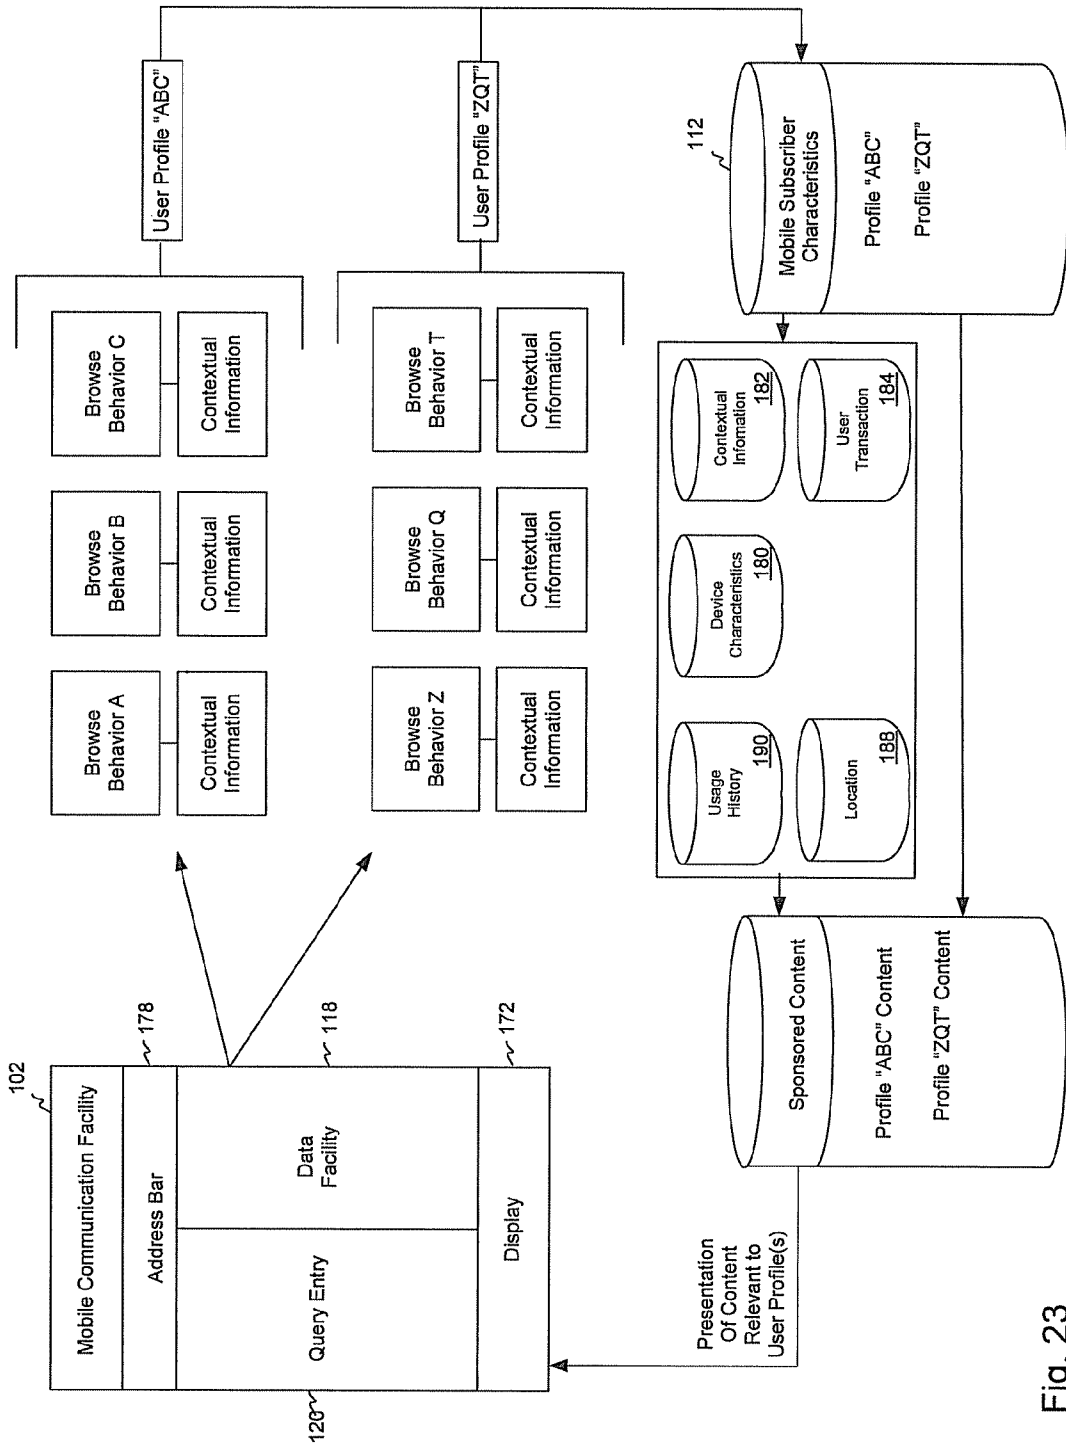 102
Mobile Communication Facility
Address Bar
178
Query Entry
120
Data
Facility
118
Display
172
Browse
Behavior A
Contextual
Information
Browse
Behavior B
Contextual
Information
Browse
Behavior C
Contextual
Information
User Profile "ABC"
Browse
Behavior Z
Contextual
Information
Browse
Behavior Q
Contextual
Information
Browse
Behavior T
Contextual
Information
User Profile "ZQT"
Presentation
Of Content
Relevant to
User Profile(s)
Sponsored Content
Profile "ABC" Content
Profile "ZQT" Content
Usage
History
190
Device
Characteristics
180
Contextual
Infomation
182
Location
188
User
Transaction
184
112
Mobile Subscriber
Characteristics
Profile "ABC"
Profile "ZQT"
Fig. 23